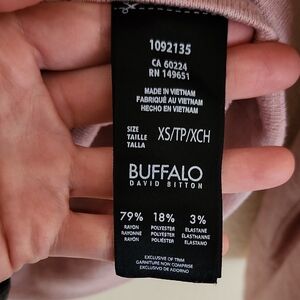 1092135
CA 60224
RN 149651
MADE IN VIETNAM
FABRIQUÉ AU VIETNAM
HECHO EN VIETNAM
SIZE
TAILLE
TALLA
XS/TP/XCH
BUFFALO
DAVID BITTON
79% 18% 3%
RAYON POLYESTER ELASTANE
RAYONNE POLYESTER ÉLASTHANNE
RAYÓN POLIÉSTER ELASTANO
EXCLUSIVE OF TRIM
GARNITURE NON COMPRISE
EXCLUSIVO DE ADORNO